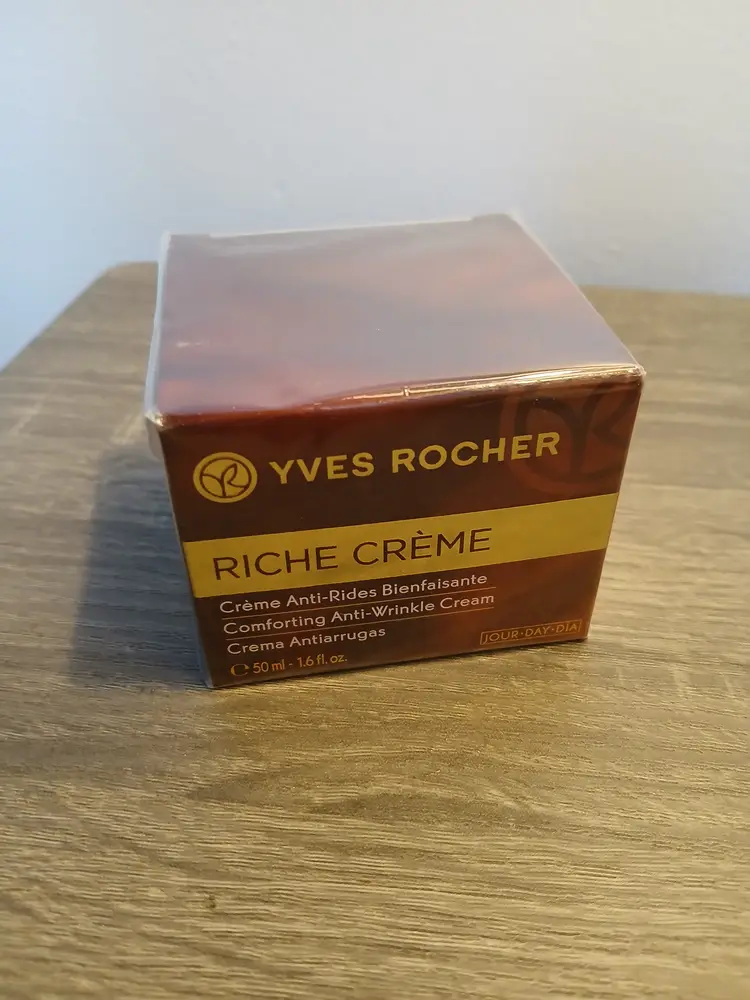 YVES ROCHER
RICHE CRÈME
Crème Anti-Rides Bienfaisante
Comforting Anti-Wrinkle Cream
Crema Antiarrugas
JOUR•DAY•DIA
℮ 50 ml - 1.6 fl. oz.